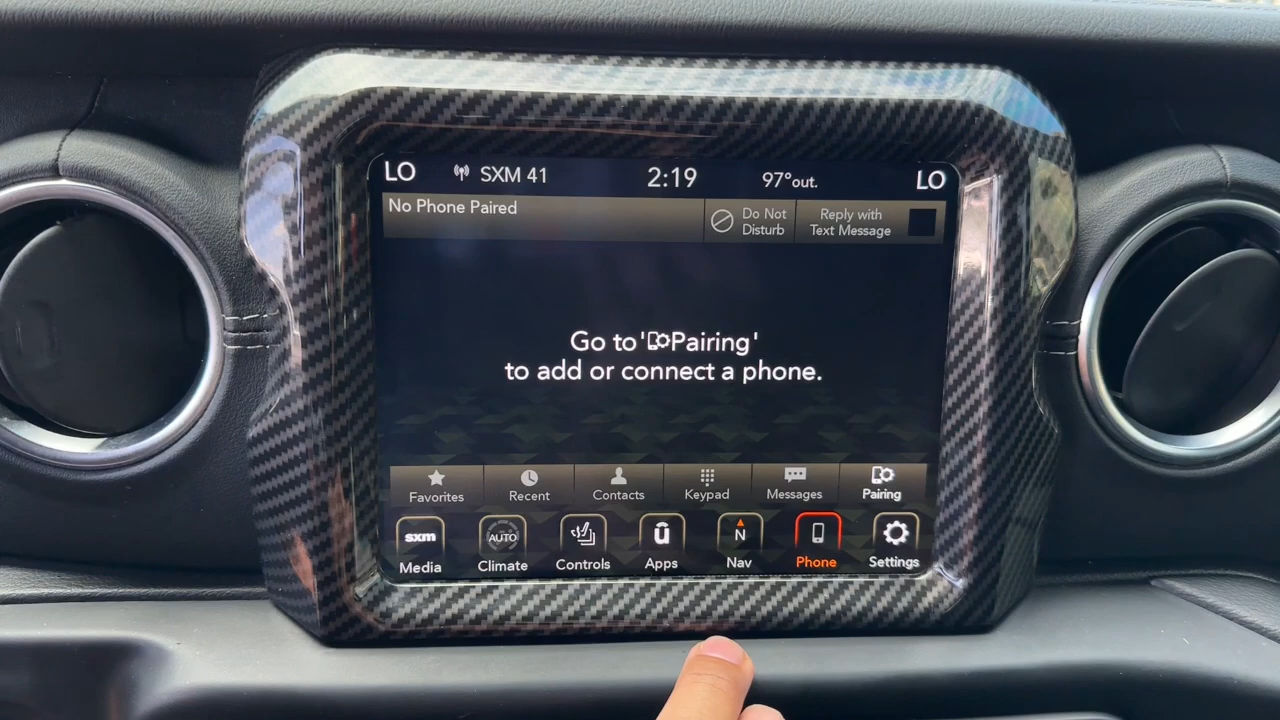 LO SXM 41 2:19 97°out. LO
No Phone Paired
Do Not
Disturb
Reply with
Text Message
Go to 'Pairing'
to add or connect a phone.
Favorites Recent Contacts Keypad Messages Pairing
sxm AUTO û N
Media Climate Controls Apps Nav Phone Settings